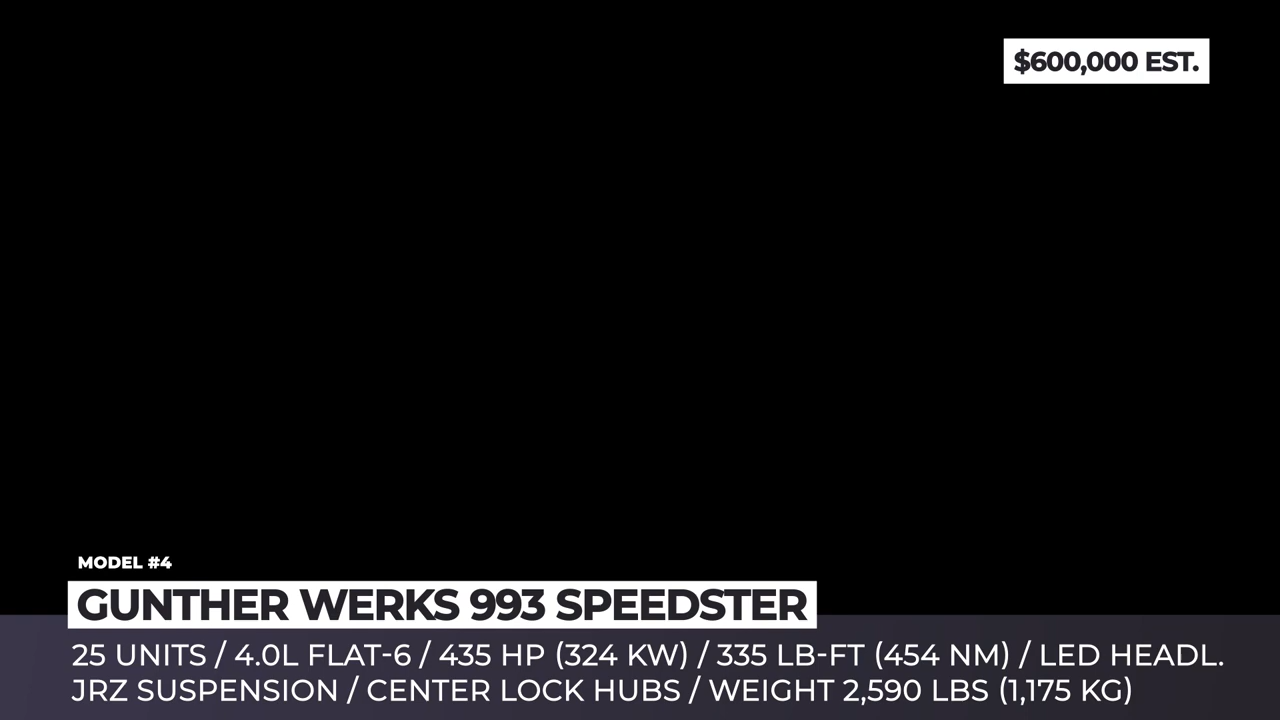 $600,000 EST.
MODEL #4
GUNTHER WERKS 993 SPEEDSTER
25 UNITS / 4.0L FLAT-6 / 435 HP (324 KW) / 335 LB-FT (454 NM) / LED HEADL.
JRZ SUSPENSION / CENTER LOCK HUBS / WEIGHT 2,590 LBS (1,175 KG)